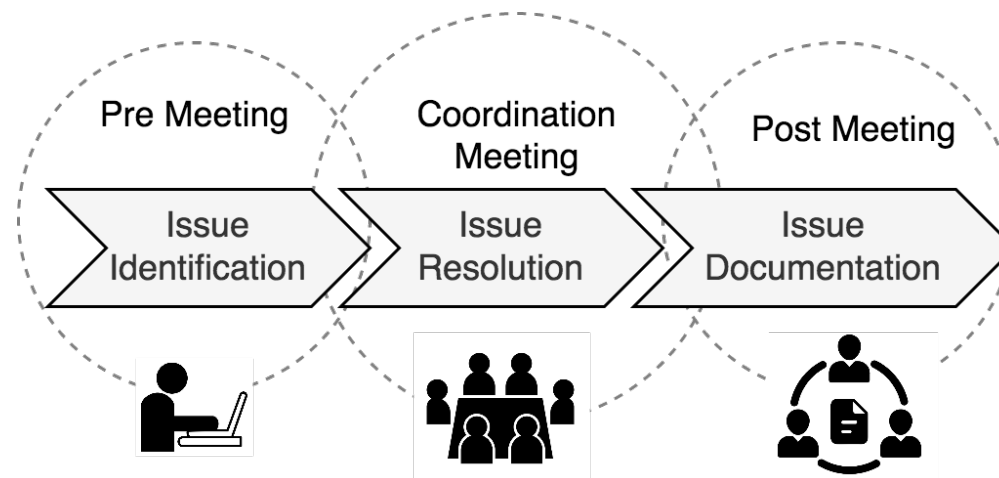 Pre Meeting
Coordination
Meeting
Post Meeting
Issue
Identification
Issue
Resolution
Issue
Documentation